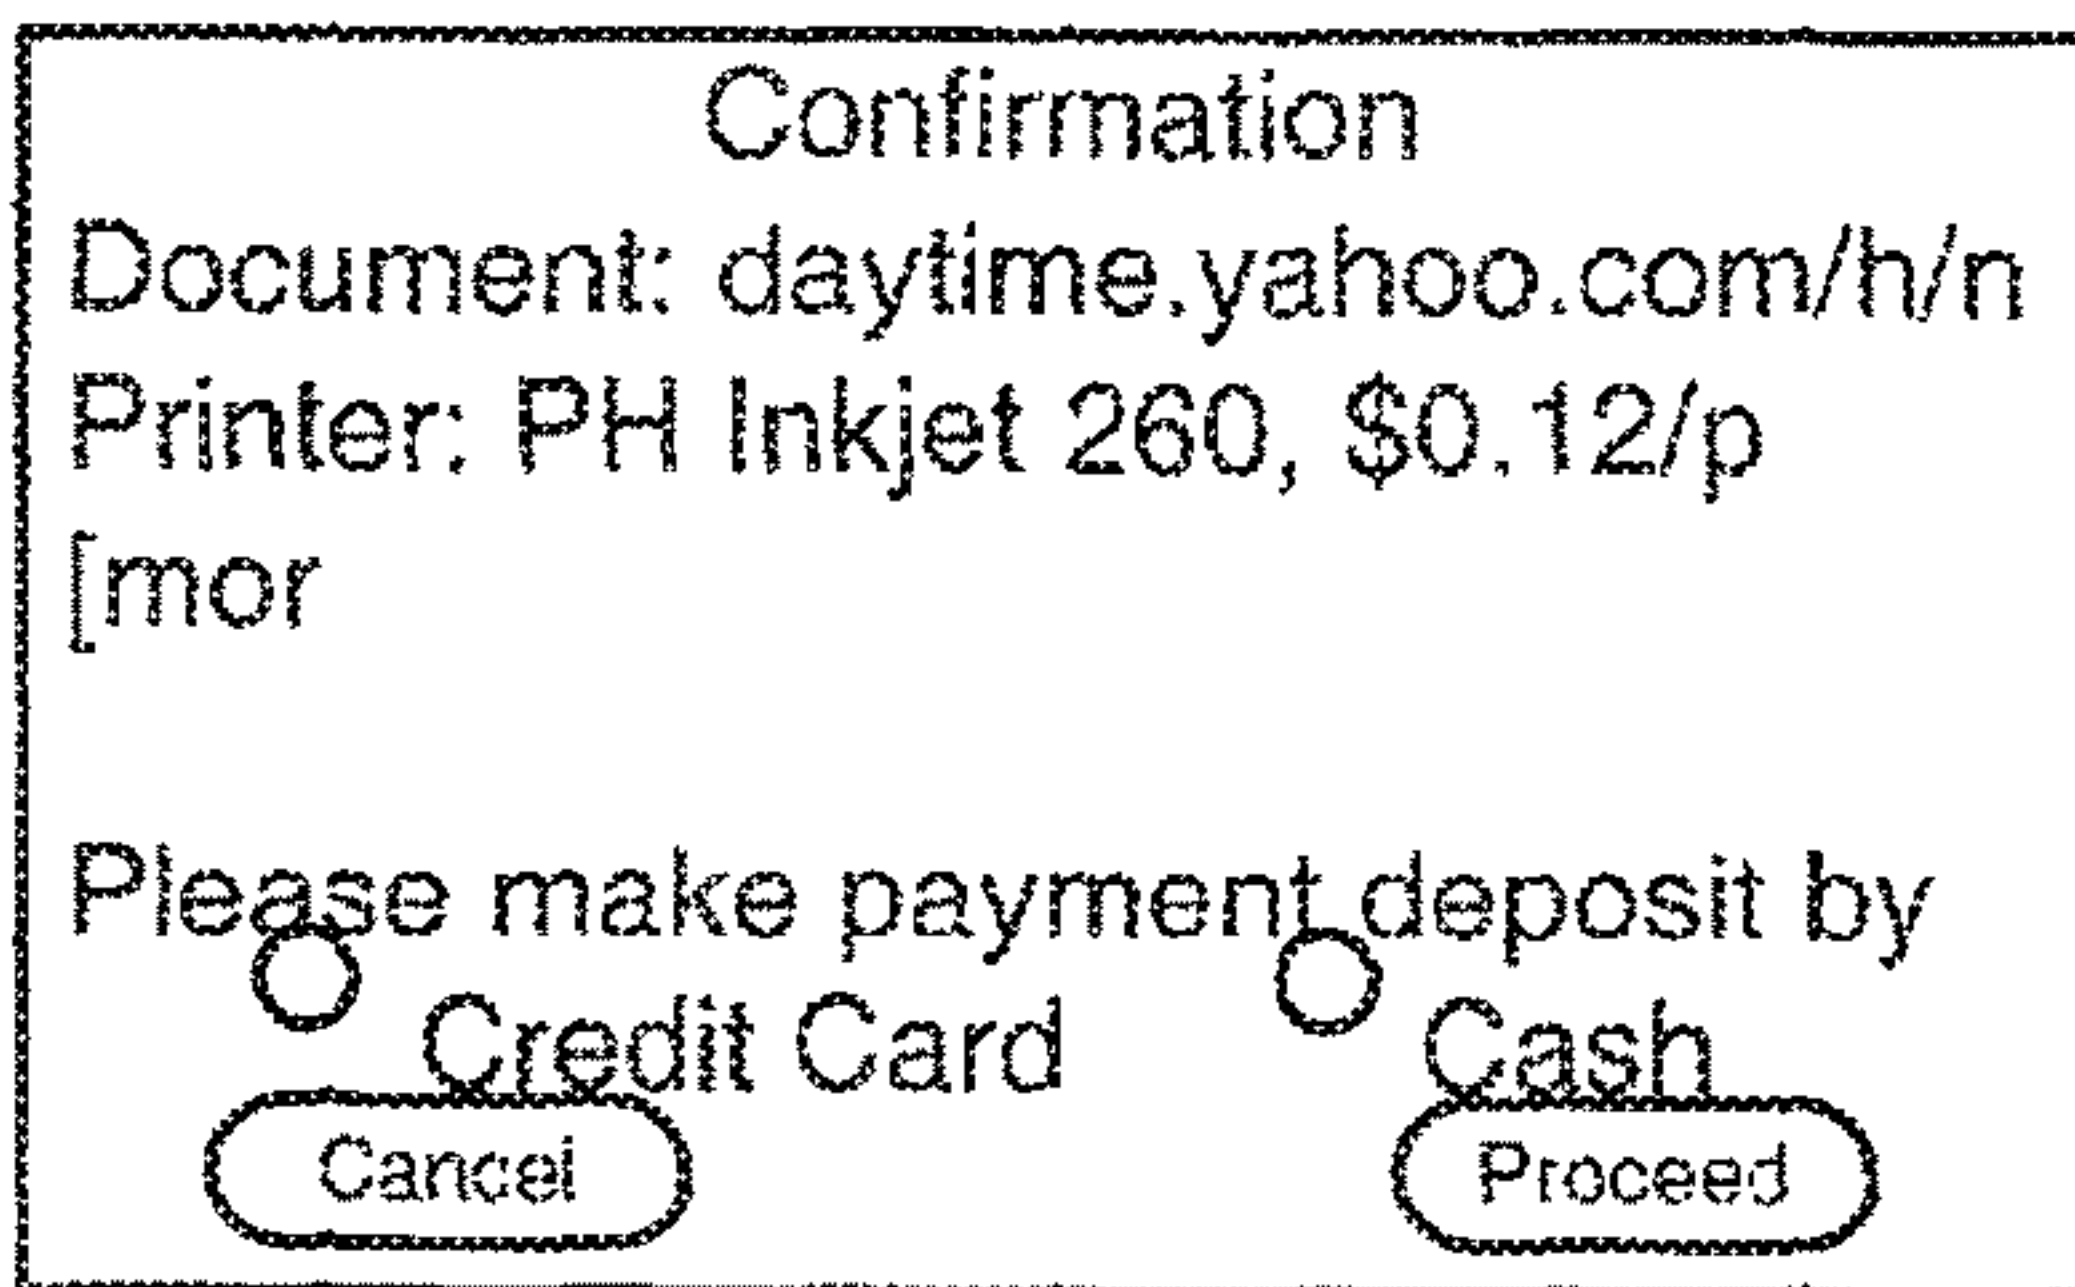 Confirmation
Document: daytime.yahoo.com/h/n
Printer: PH Inkjet 260, $0.12/p
[mor
Please make payment deposit by
Credit Card Cash
Cancel Proceed